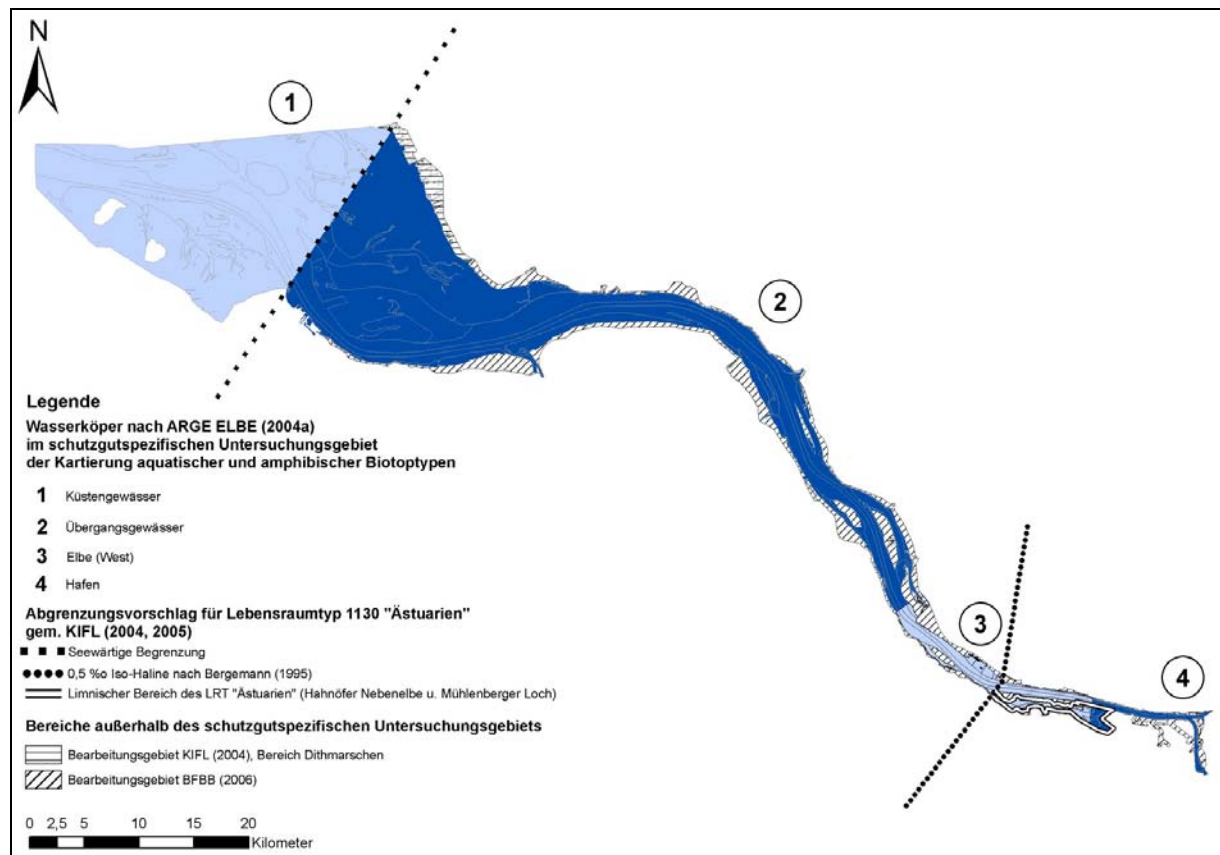 N
1
2
3
4
Legende
Wasserköper nach ARGE ELBE (2004a)
im schutzgutspezifischen Untersuchungsgebiet
der Kartierung aquatischer und amphibischer Biotoptypen
1 Küstengewässer
2 Übergangsgewässer
3 Elbe (West)
4 Hafen
Abgrenzungsvorschlag für Lebensraumtyp 1130 "Ästuarien"
gem. KIFL (2004, 2005)
Seewärtige Begrenzung
0,5 %o Iso-Haline nach Bergemann (1995)
Limnischer Bereich des LRT "Ästuarien" (Hahnöfer Nebenelbe u. Mühlenberger Loch)
Bereiche außerhalb des schutzgutspezifischen Untersuchungsgebiets
Bearbeitungsgebiet KIFL (2004), Bereich Dithmarschen
Bearbeitungsgebiet BFBB (2006)
0 2,5 5 10 15 20
Kilometer